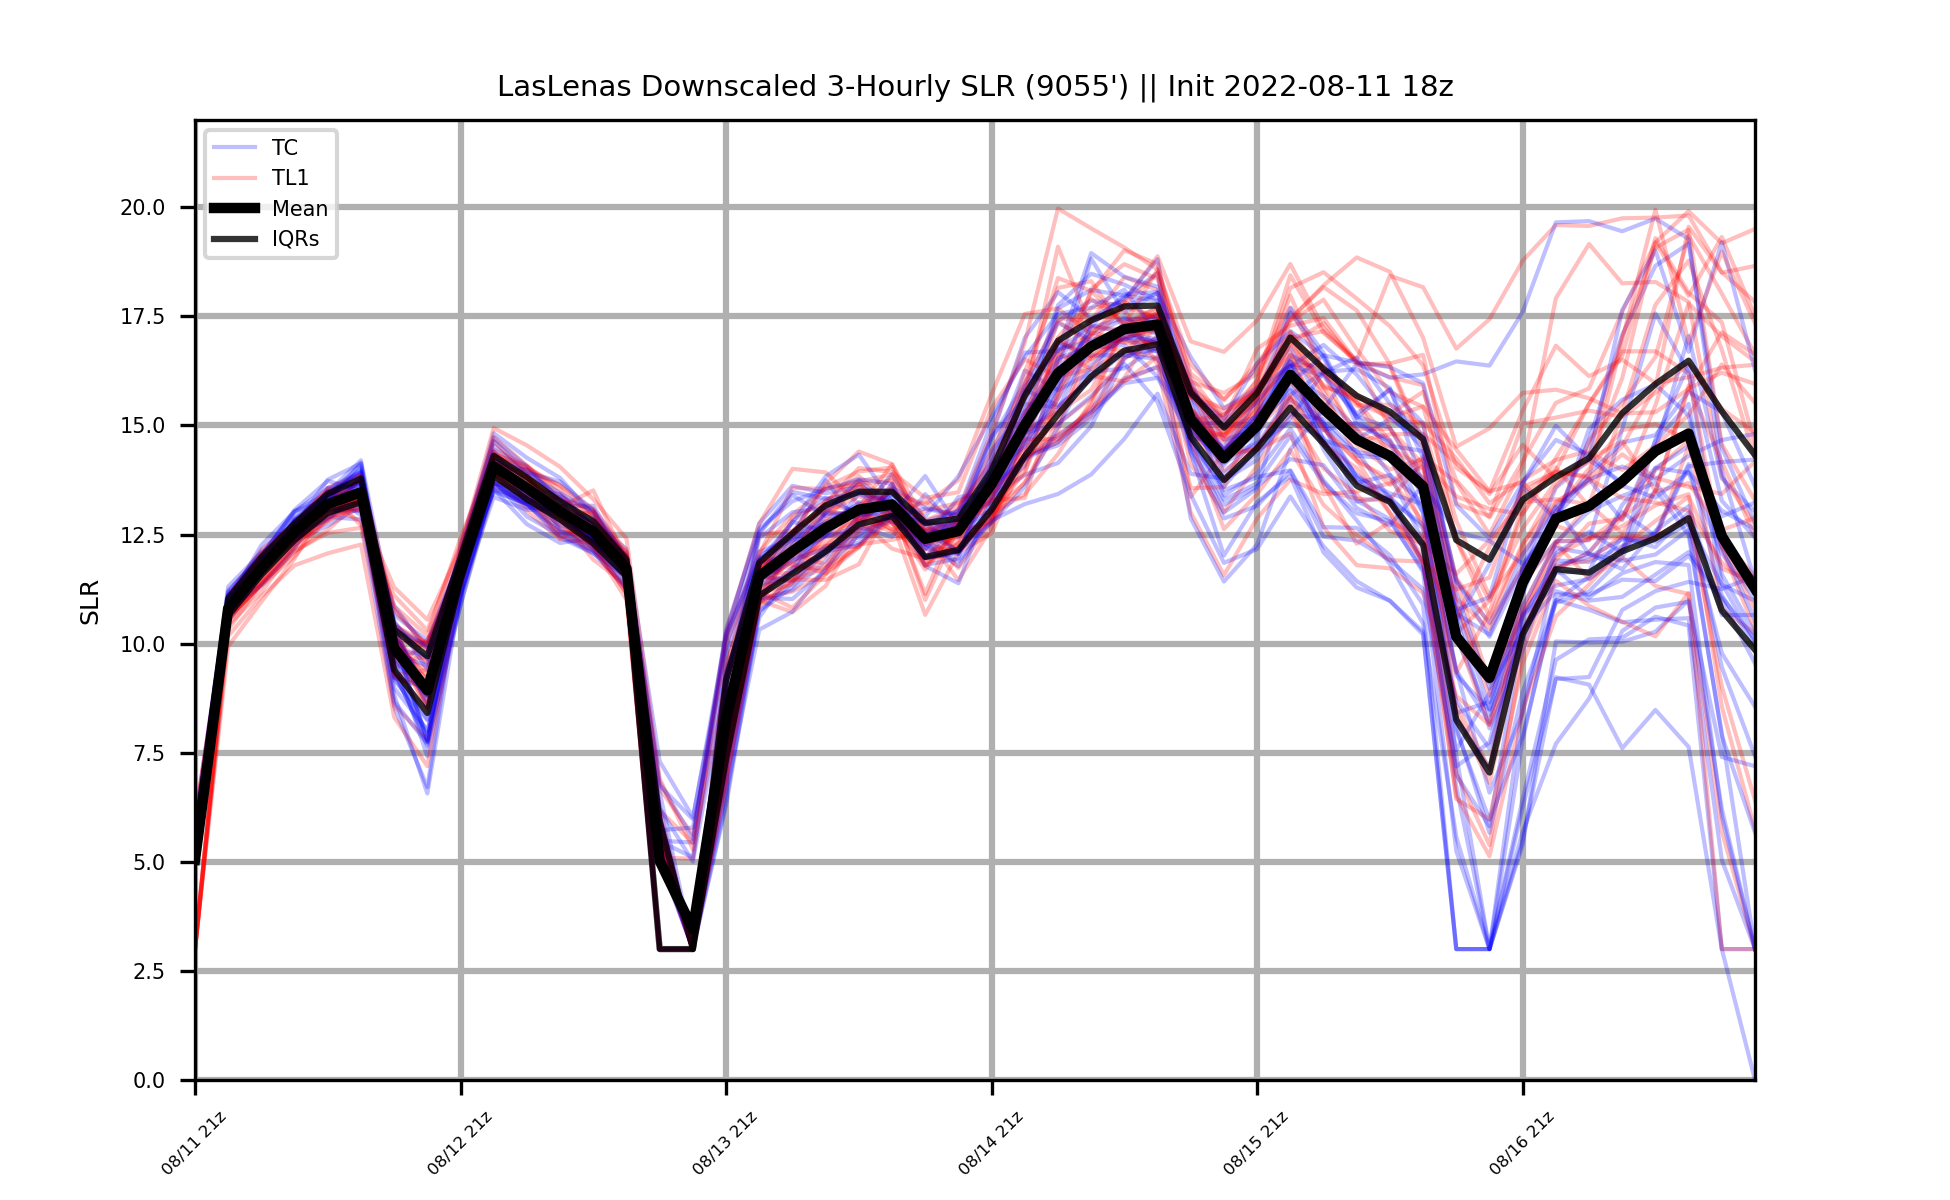 LasLenas Downscaled 3-Hourly SLR (9055') || Init 2022-08-11 18z
TC
TL1
Mean
IQRs
SLR
20.0
17.5
15.0
12.5
10.0
7.5
5.0
2.5
0.0
08/11 21z
08/12 21z
08/13 21z
08/14 21z
08/15 21z
08/16 21z